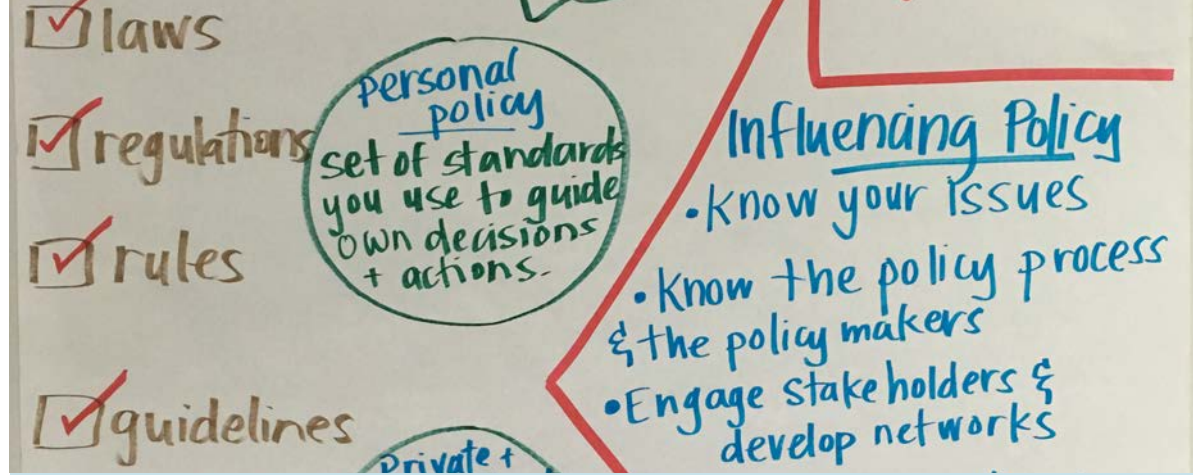 laws
regulations
rules
guidelines
personal
policy
set of standards
you use to guide
own decisions
+ actions.
Private +
Influencing Policy
• Know your issues
• Know the policy process
& the policy makers
• Engage stakeholders &
develop networks